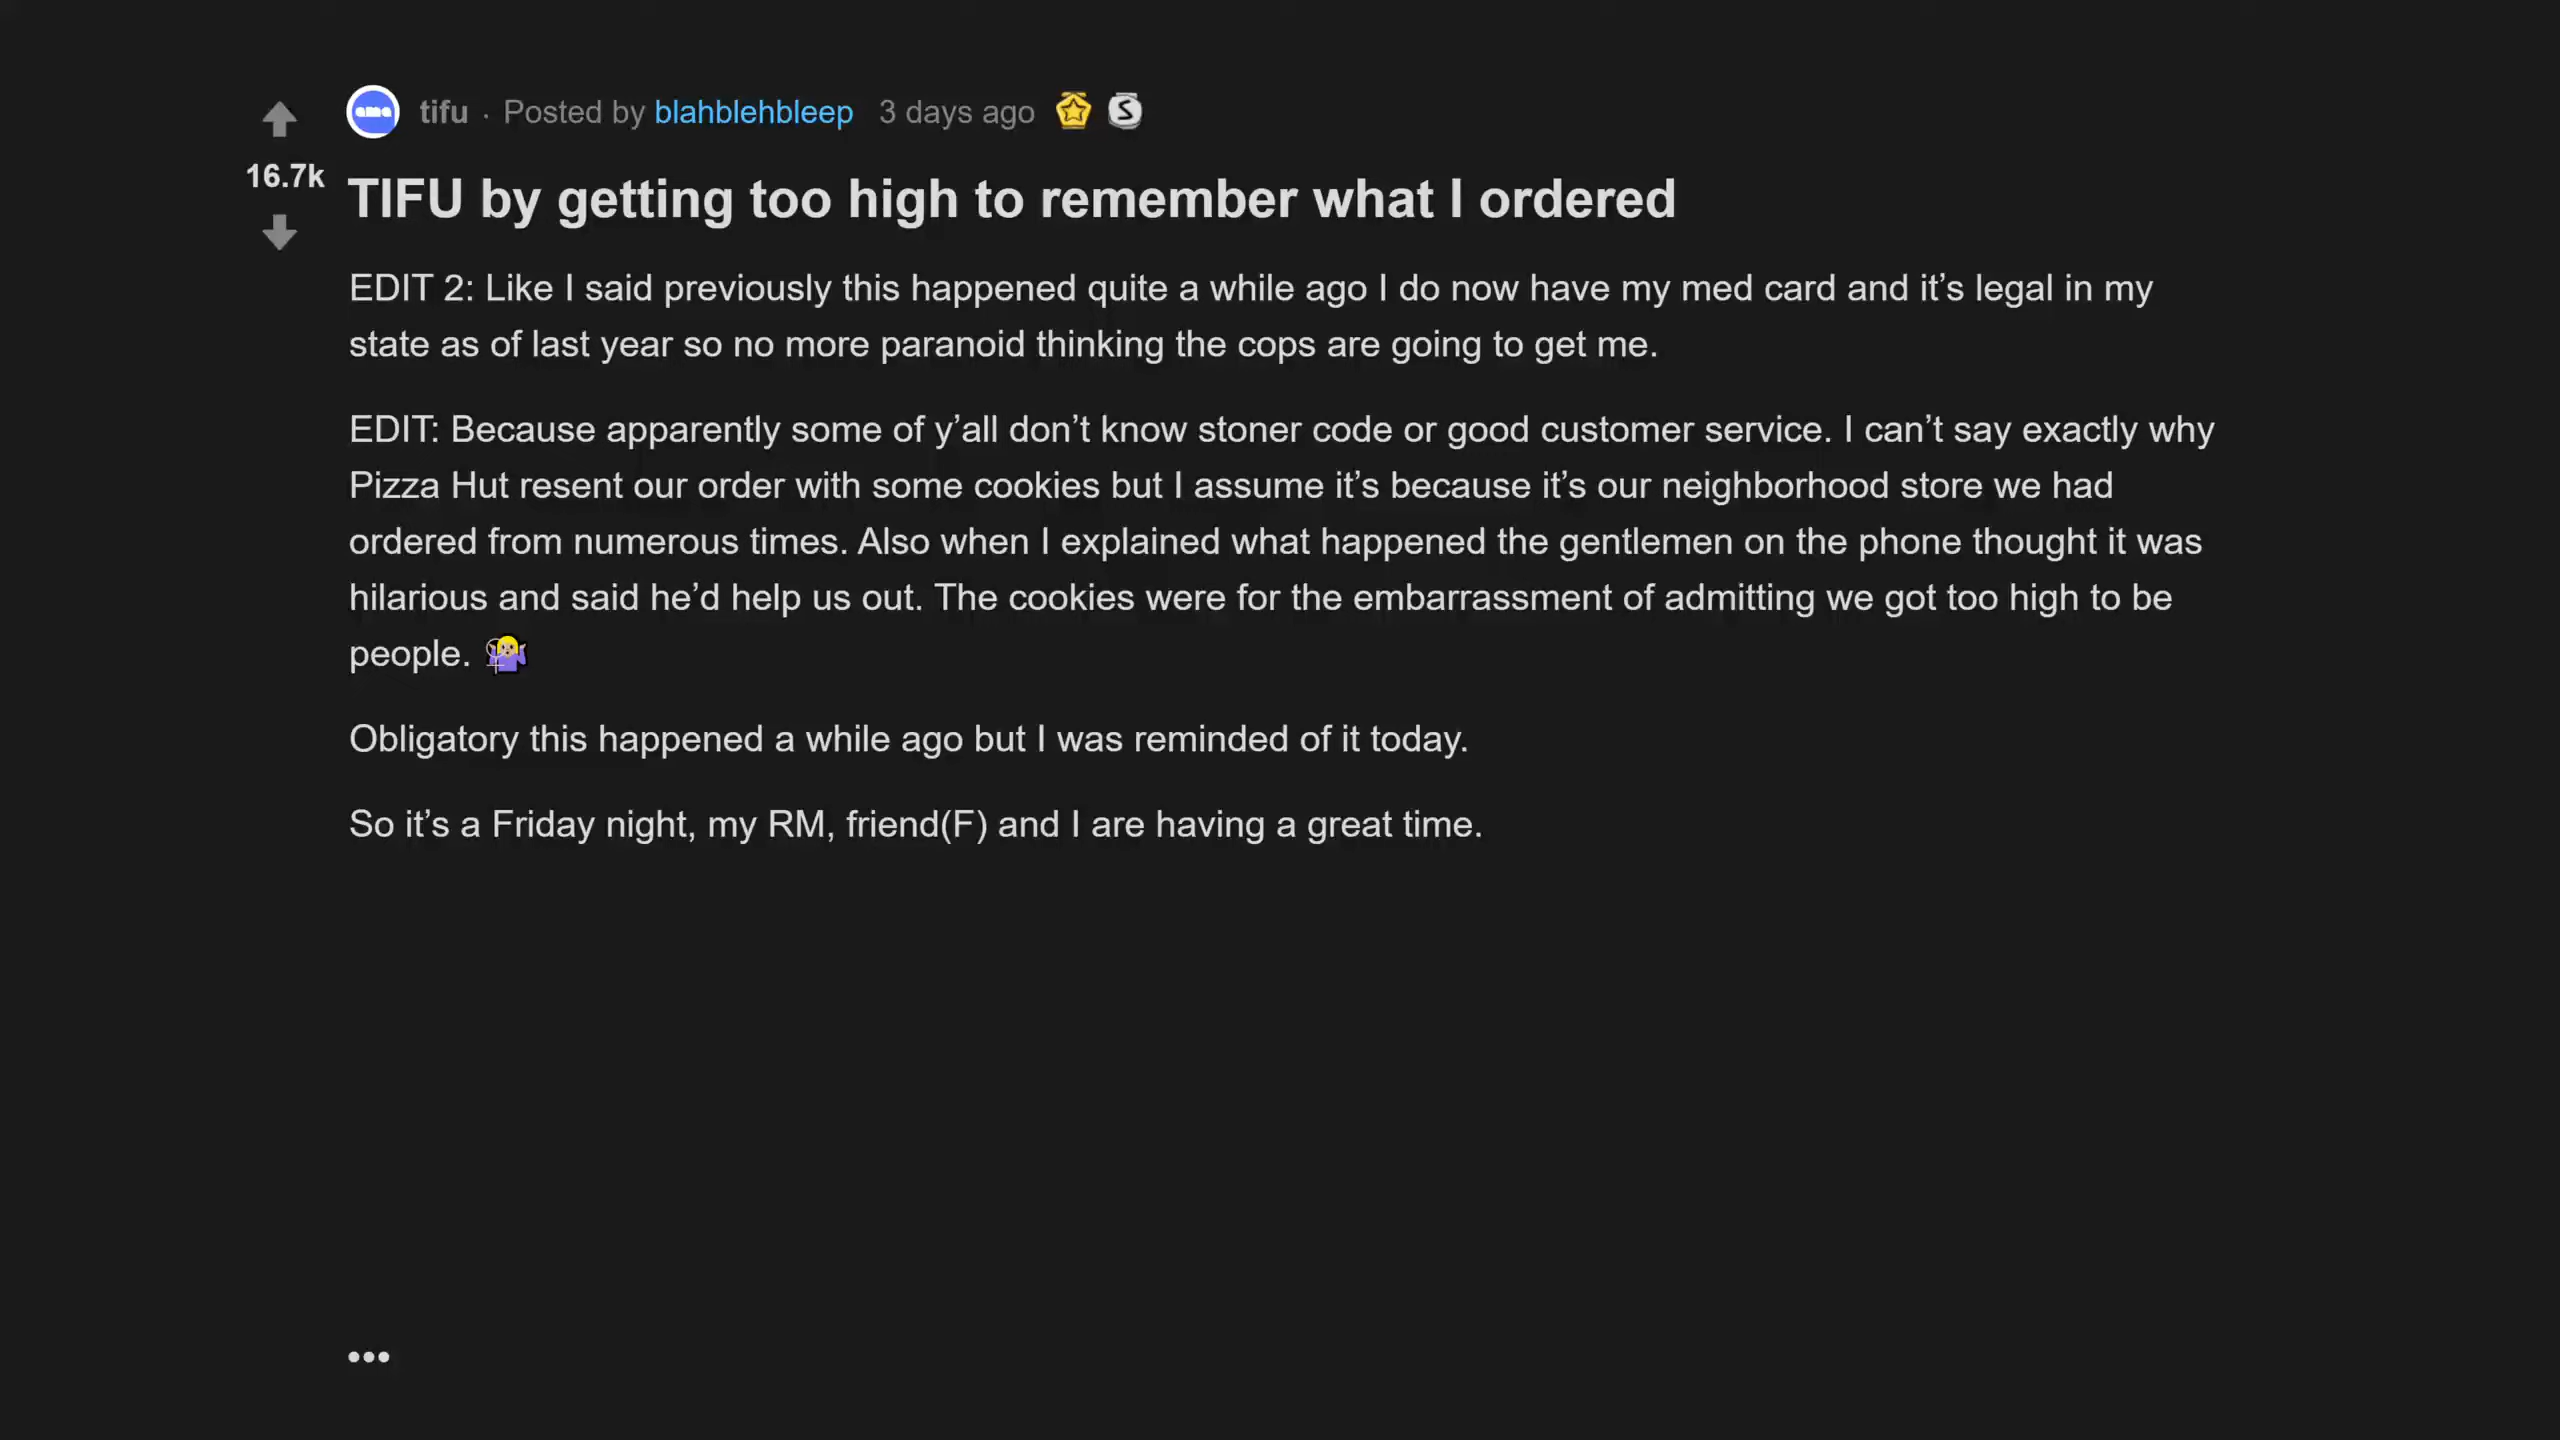 tifu · Posted by blahblehbleep 3 days ago
16.7k
TIFU by getting too high to remember what I ordered
EDIT 2: Like I said previously this happened quite a while ago I do now have my med card and it’s legal in my
state as of last year so no more paranoid thinking the cops are going to get me.
EDIT: Because apparently some of y’all don’t know stoner code or good customer service. I can’t say exactly why
Pizza Hut resent our order with some cookies but I assume it’s because it’s our neighborhood store we had
ordered from numerous times. Also when I explained what happened the gentlemen on the phone thought it was
hilarious and said he’d help us out. The cookies were for the embarrassment of admitting we got too high to be
people. 🤷🏼‍♀️
Obligatory this happened a while ago but I was reminded of it today.
So it’s a Friday night, my RM, friend(F) and I are having a great time.
•••